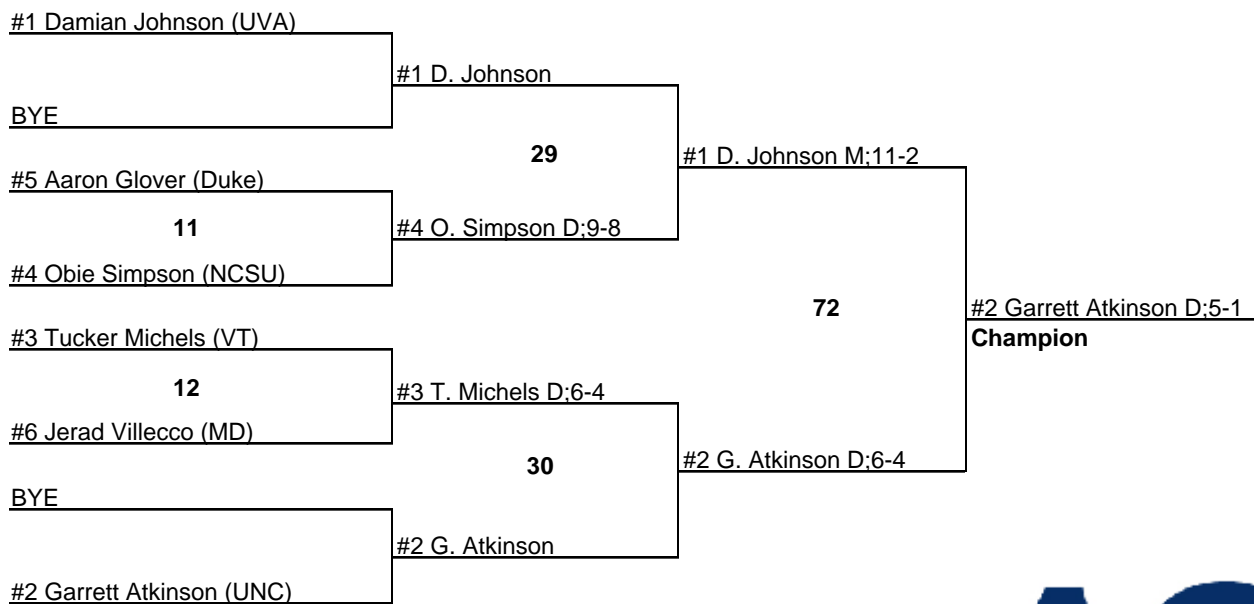 #1 Damian Johnson (UVA)
#1 D. Johnson
BYE
29
#1 D. Johnson M;11-2
#5 Aaron Glover (Duke)
11
#4 O. Simpson D;9-8
#4 Obie Simpson (NCSU)
72
#2 Garrett Atkinson D;5-1
Champion
#3 Tucker Michels (VT)
12
#3 T. Michels D;6-4
#6 Jerad Villecco (MD)
30
#2 G. Atkinson D;6-4
BYE
#2 G. Atkinson
#2 Garrett Atkinson (UNC)